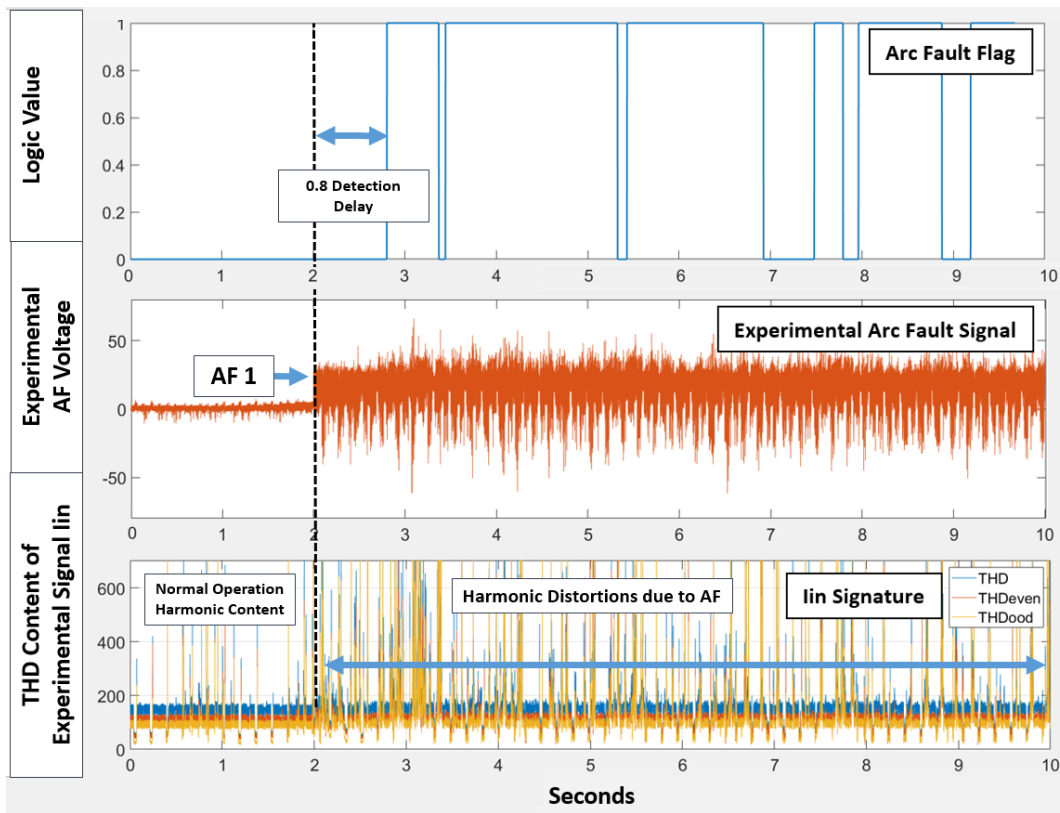 Logic Value
1
0.8
0.6
0.4
0.2
0
Arc Fault Flag
0.8 Detection
Delay
0 1 2 3 4 5 6 7 8 9 10
Experimental
AF Voltage
50
0
-50
Experimental Arc Fault Signal
AF 1
0 1 2 3 4 5 6 7 8 9 10
THD Content of
Experimental Signal Iin
600
400
200
0
Normal Operation
Harmonic Content
Harmonic Distortions due to AF
Iin Signature
THD
THDeven
THDood
0 1 2 3 4 5 6 7 8 9 10
Seconds